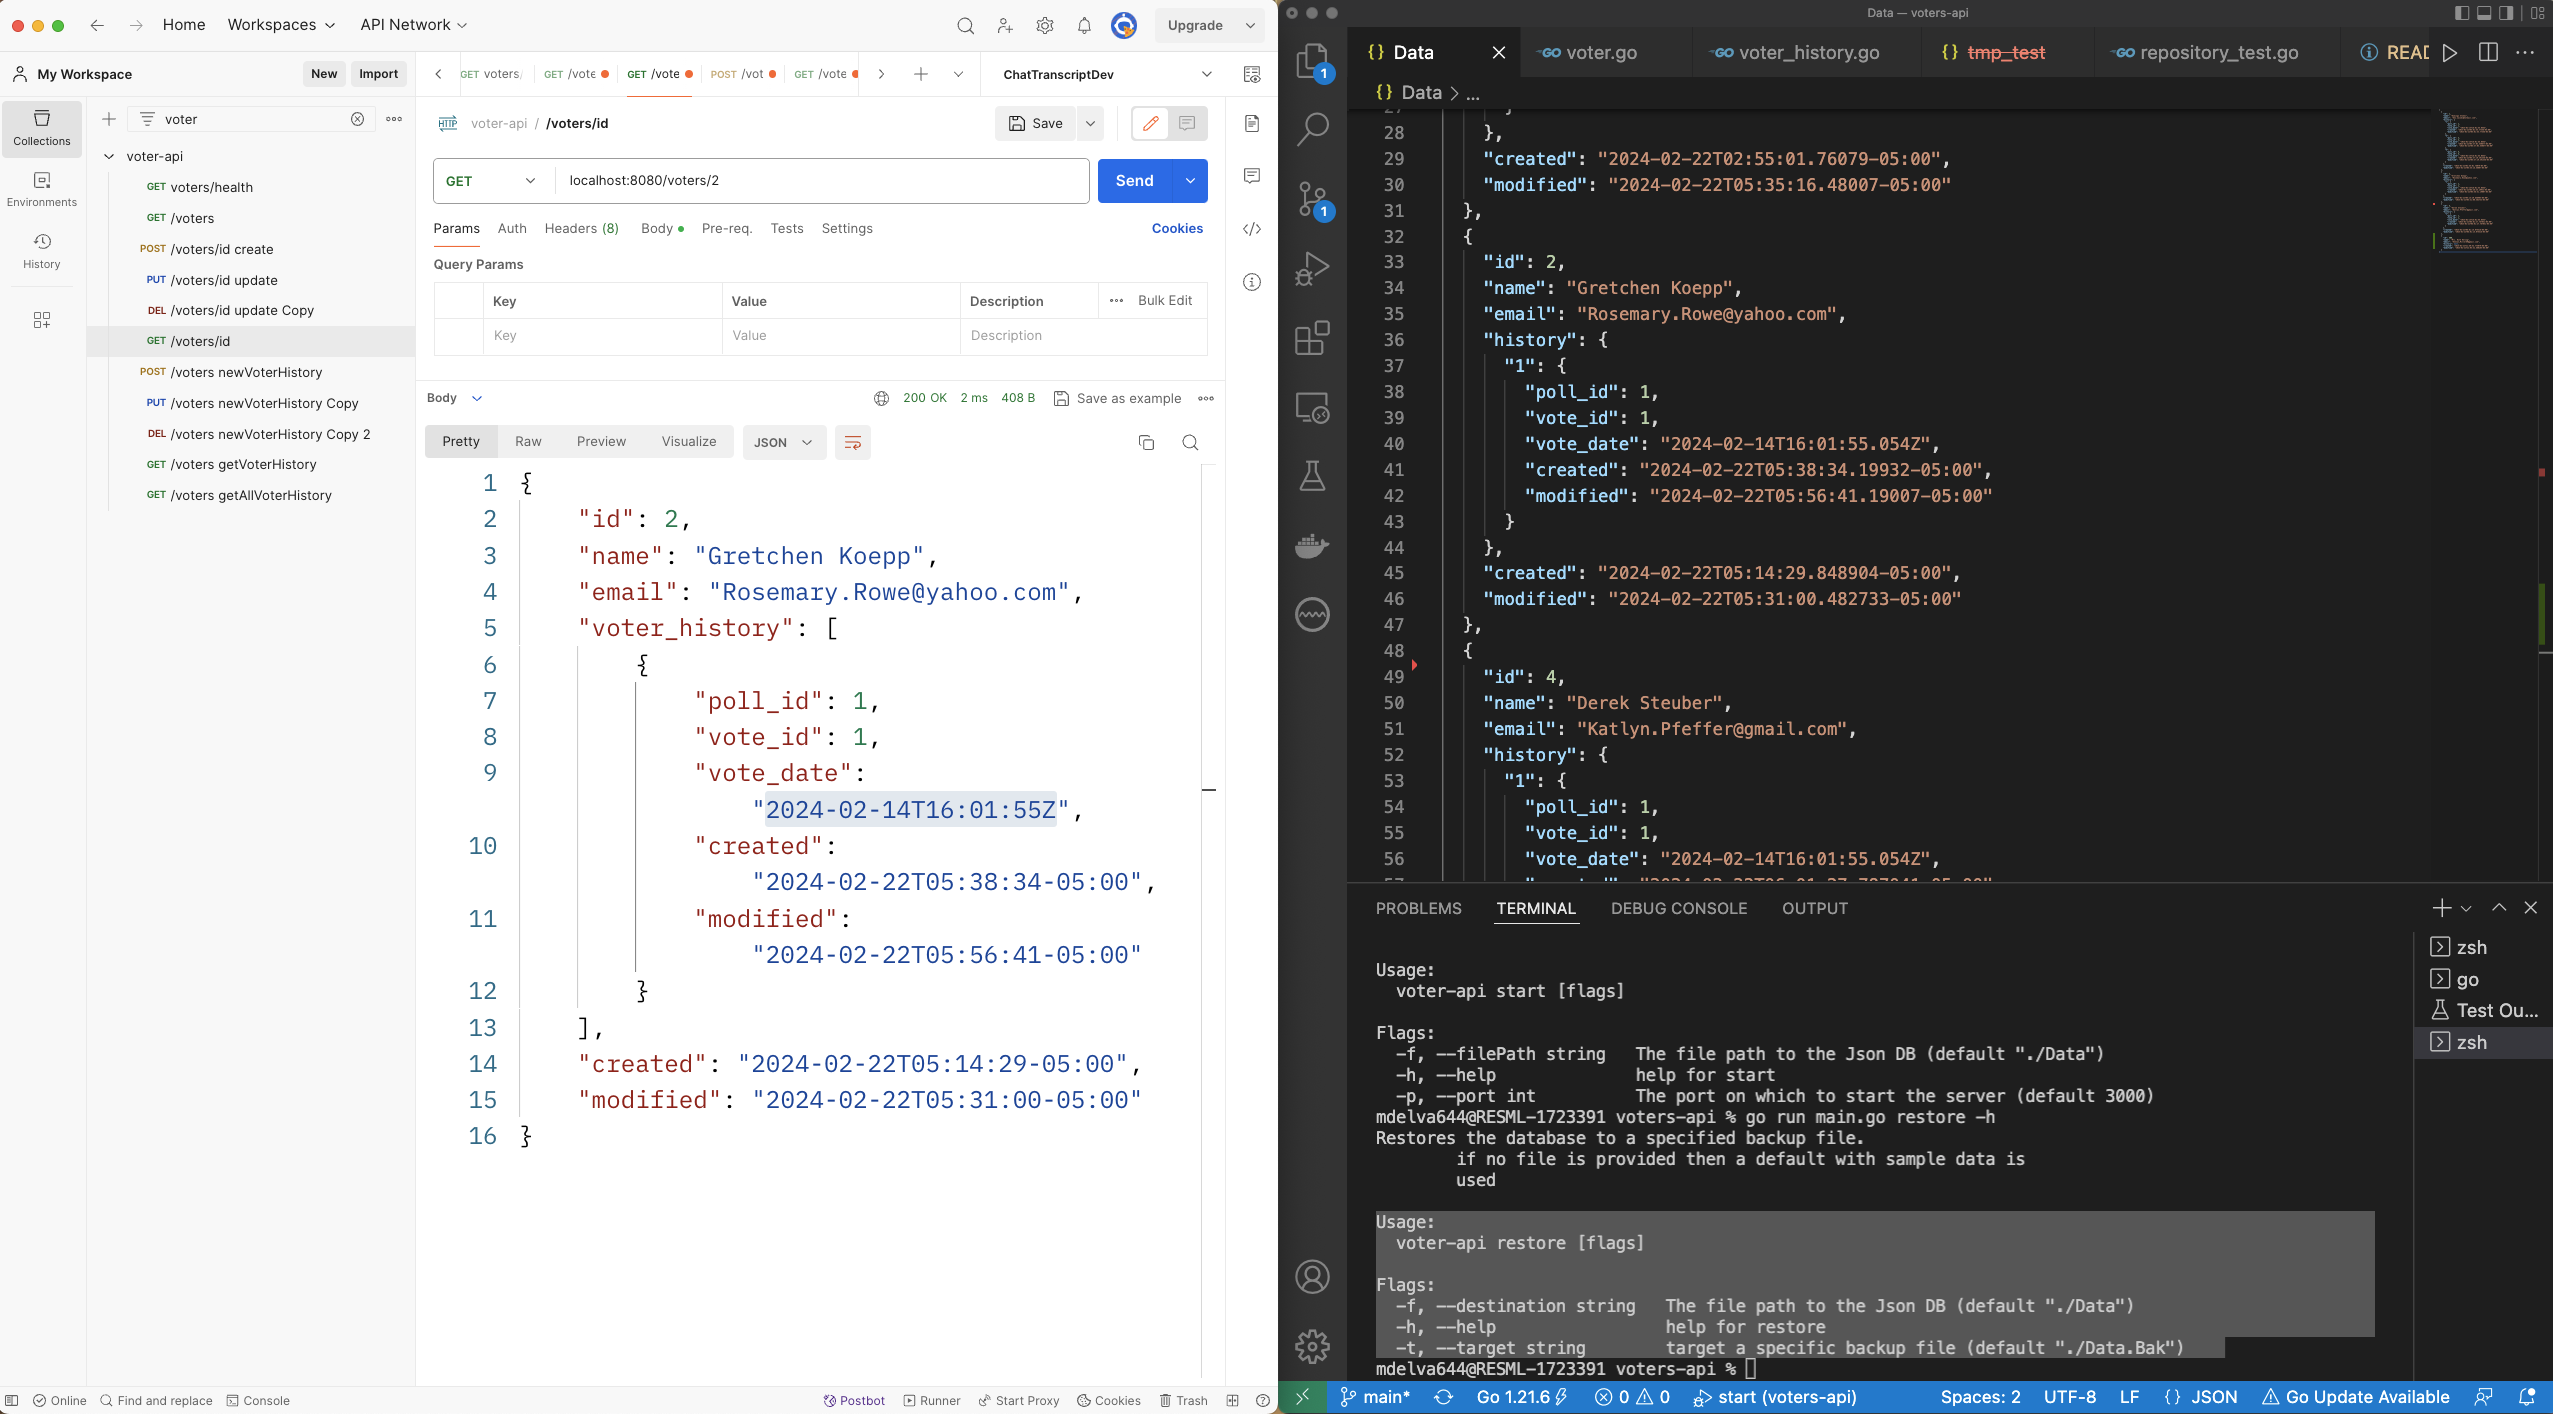 Home
Workspaces
API Network
Upgrade
My Workspace
New
Import
GET voters/
GET /vote
GET /vote
POST /vot
GET /vote
ChatTranscriptDev
Collections
Environments
History
voter
voter-api
GET voters/health
GET /voters
POST /voters/id create
PUT /voters/id update
DEL /voters/id update Copy
GET /voters/id
POST /voters newVoterHistory
PUT /voters newVoterHistory Copy
DEL /voters newVoterHistory Copy 2
GET /voters getVoterHistory
GET /voters getAllVoterHistory
HTTP voter-api / /voters/id
Save
GET localhost:8080/voters/2
Send
Params Auth Headers (8) Body Pre-req. Tests Settings Cookies
Query Params
Key Value Description Bulk Edit
Key Value Description
Body 200 OK 2 ms 408 B Save as example
Pretty Raw Preview Visualize JSON
1 {
2 "id": 2,
3 "name": "Gretchen Koepp",
4 "email": "Rosemary.Rowe@yahoo.com",
5 "voter_history": [
6 {
7 "poll_id": 1,
8 "vote_id": 1,
9 "vote_date":
"2024-02-14T16:01:55Z",
10 "created":
"2024-02-22T05:38:34-05:00",
11 "modified":
"2024-02-22T05:56:41-05:00"
12 }
13 ],
14 "created": "2024-02-22T05:14:29-05:00",
15 "modified": "2024-02-22T05:31:00-05:00"
16 }
Online Find and replace Console Postbot Runner Start Proxy Cookies Trash
Data — voters-api
{} Data
GO voter.go
GO voter_history.go
{} tmp_test
GO repository_test.go
READ
{} Data > ...
1
1
28 },
29 "created": "2024-02-22T02:55:01.76079-05:00",
30 "modified": "2024-02-22T05:35:16.48007-05:00"
31 },
32 {
33 "id": 2,
34 "name": "Gretchen Koepp",
35 "email": "Rosemary.Rowe@yahoo.com",
36 "history": {
37 "1": {
38 "poll_id": 1,
39 "vote_id": 1,
40 "vote_date": "2024-02-14T16:01:55.054Z",
41 "created": "2024-02-22T05:38:34.19932-05:00",
42 "modified": "2024-02-22T05:56:41.19007-05:00"
43 }
44 },
45 "created": "2024-02-22T05:14:29.848904-05:00",
46 "modified": "2024-02-22T05:31:00.482733-05:00"
47 },
48 {
49 "id": 4,
50 "name": "Derek Steuber",
51 "email": "Katlyn.Pfeffer@gmail.com",
52 "history": {
53 "1": {
54 "poll_id": 1,
55 "vote_id": 1,
56 "vote_date": "2024-02-14T16:01:55.054Z",
PROBLEMS TERMINAL DEBUG CONSOLE OUTPUT
zsh
go
Test Ou...
zsh
Usage:
voter-api start [flags]
Flags:
-f, --filePath string The file path to the Json DB (default "./Data")
-h, --help help for start
-p, --port int The port on which to start the server (default 3000)
mdelva644@RESML-1723391 voters-api % go run main.go restore -h
Restores the database to a specified backup file.
if no file is provided then a default with sample data is
used
Usage:
voter-api restore [flags]
Flags:
-f, --destination string The file path to the Json DB (default "./Data")
-h, --help help for restore
-t, --target string target a specific backup file (default "./Data.Bak")
mdelva644@RESML-1723391 voters-api %
main* Go 1.21.6 0 0 start (voters-api) Spaces: 2 UTF-8 LF {} JSON Go Update Available